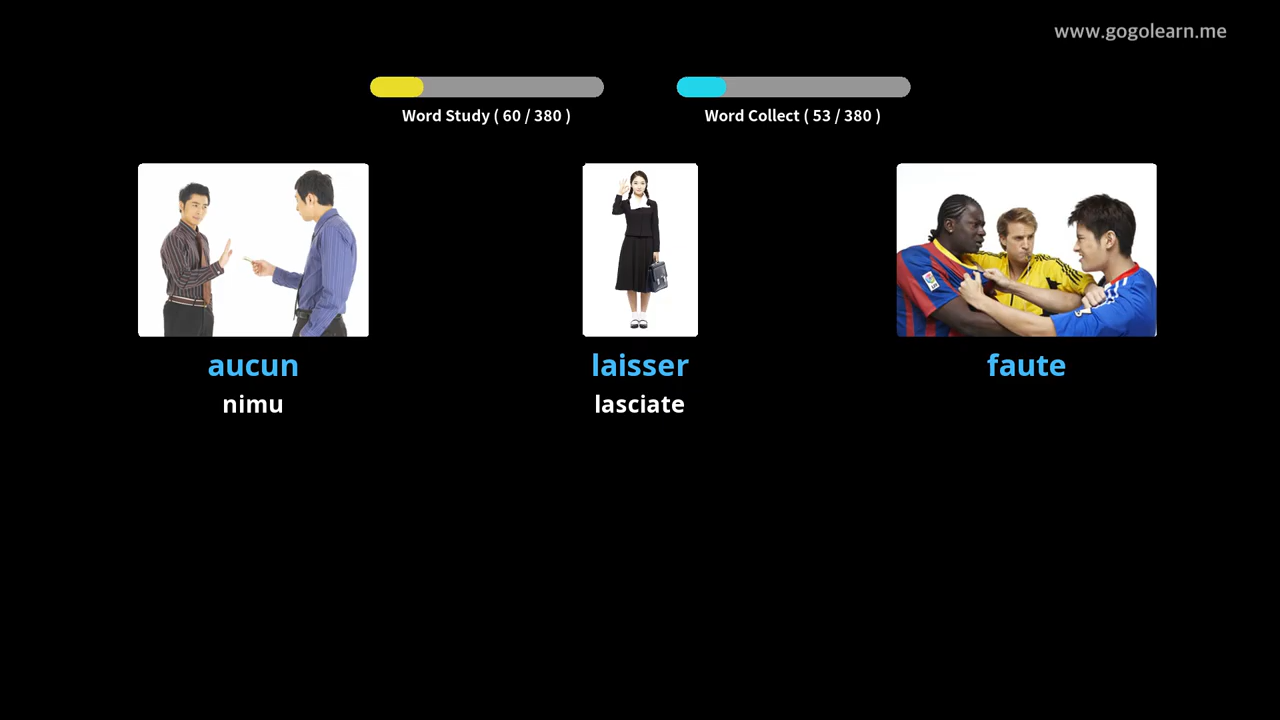 www.gogolearn.me
Word Study ( 60 / 380 )
Word Collect ( 53 / 380 )
aucun
laisser
faute
nimu
lasciate